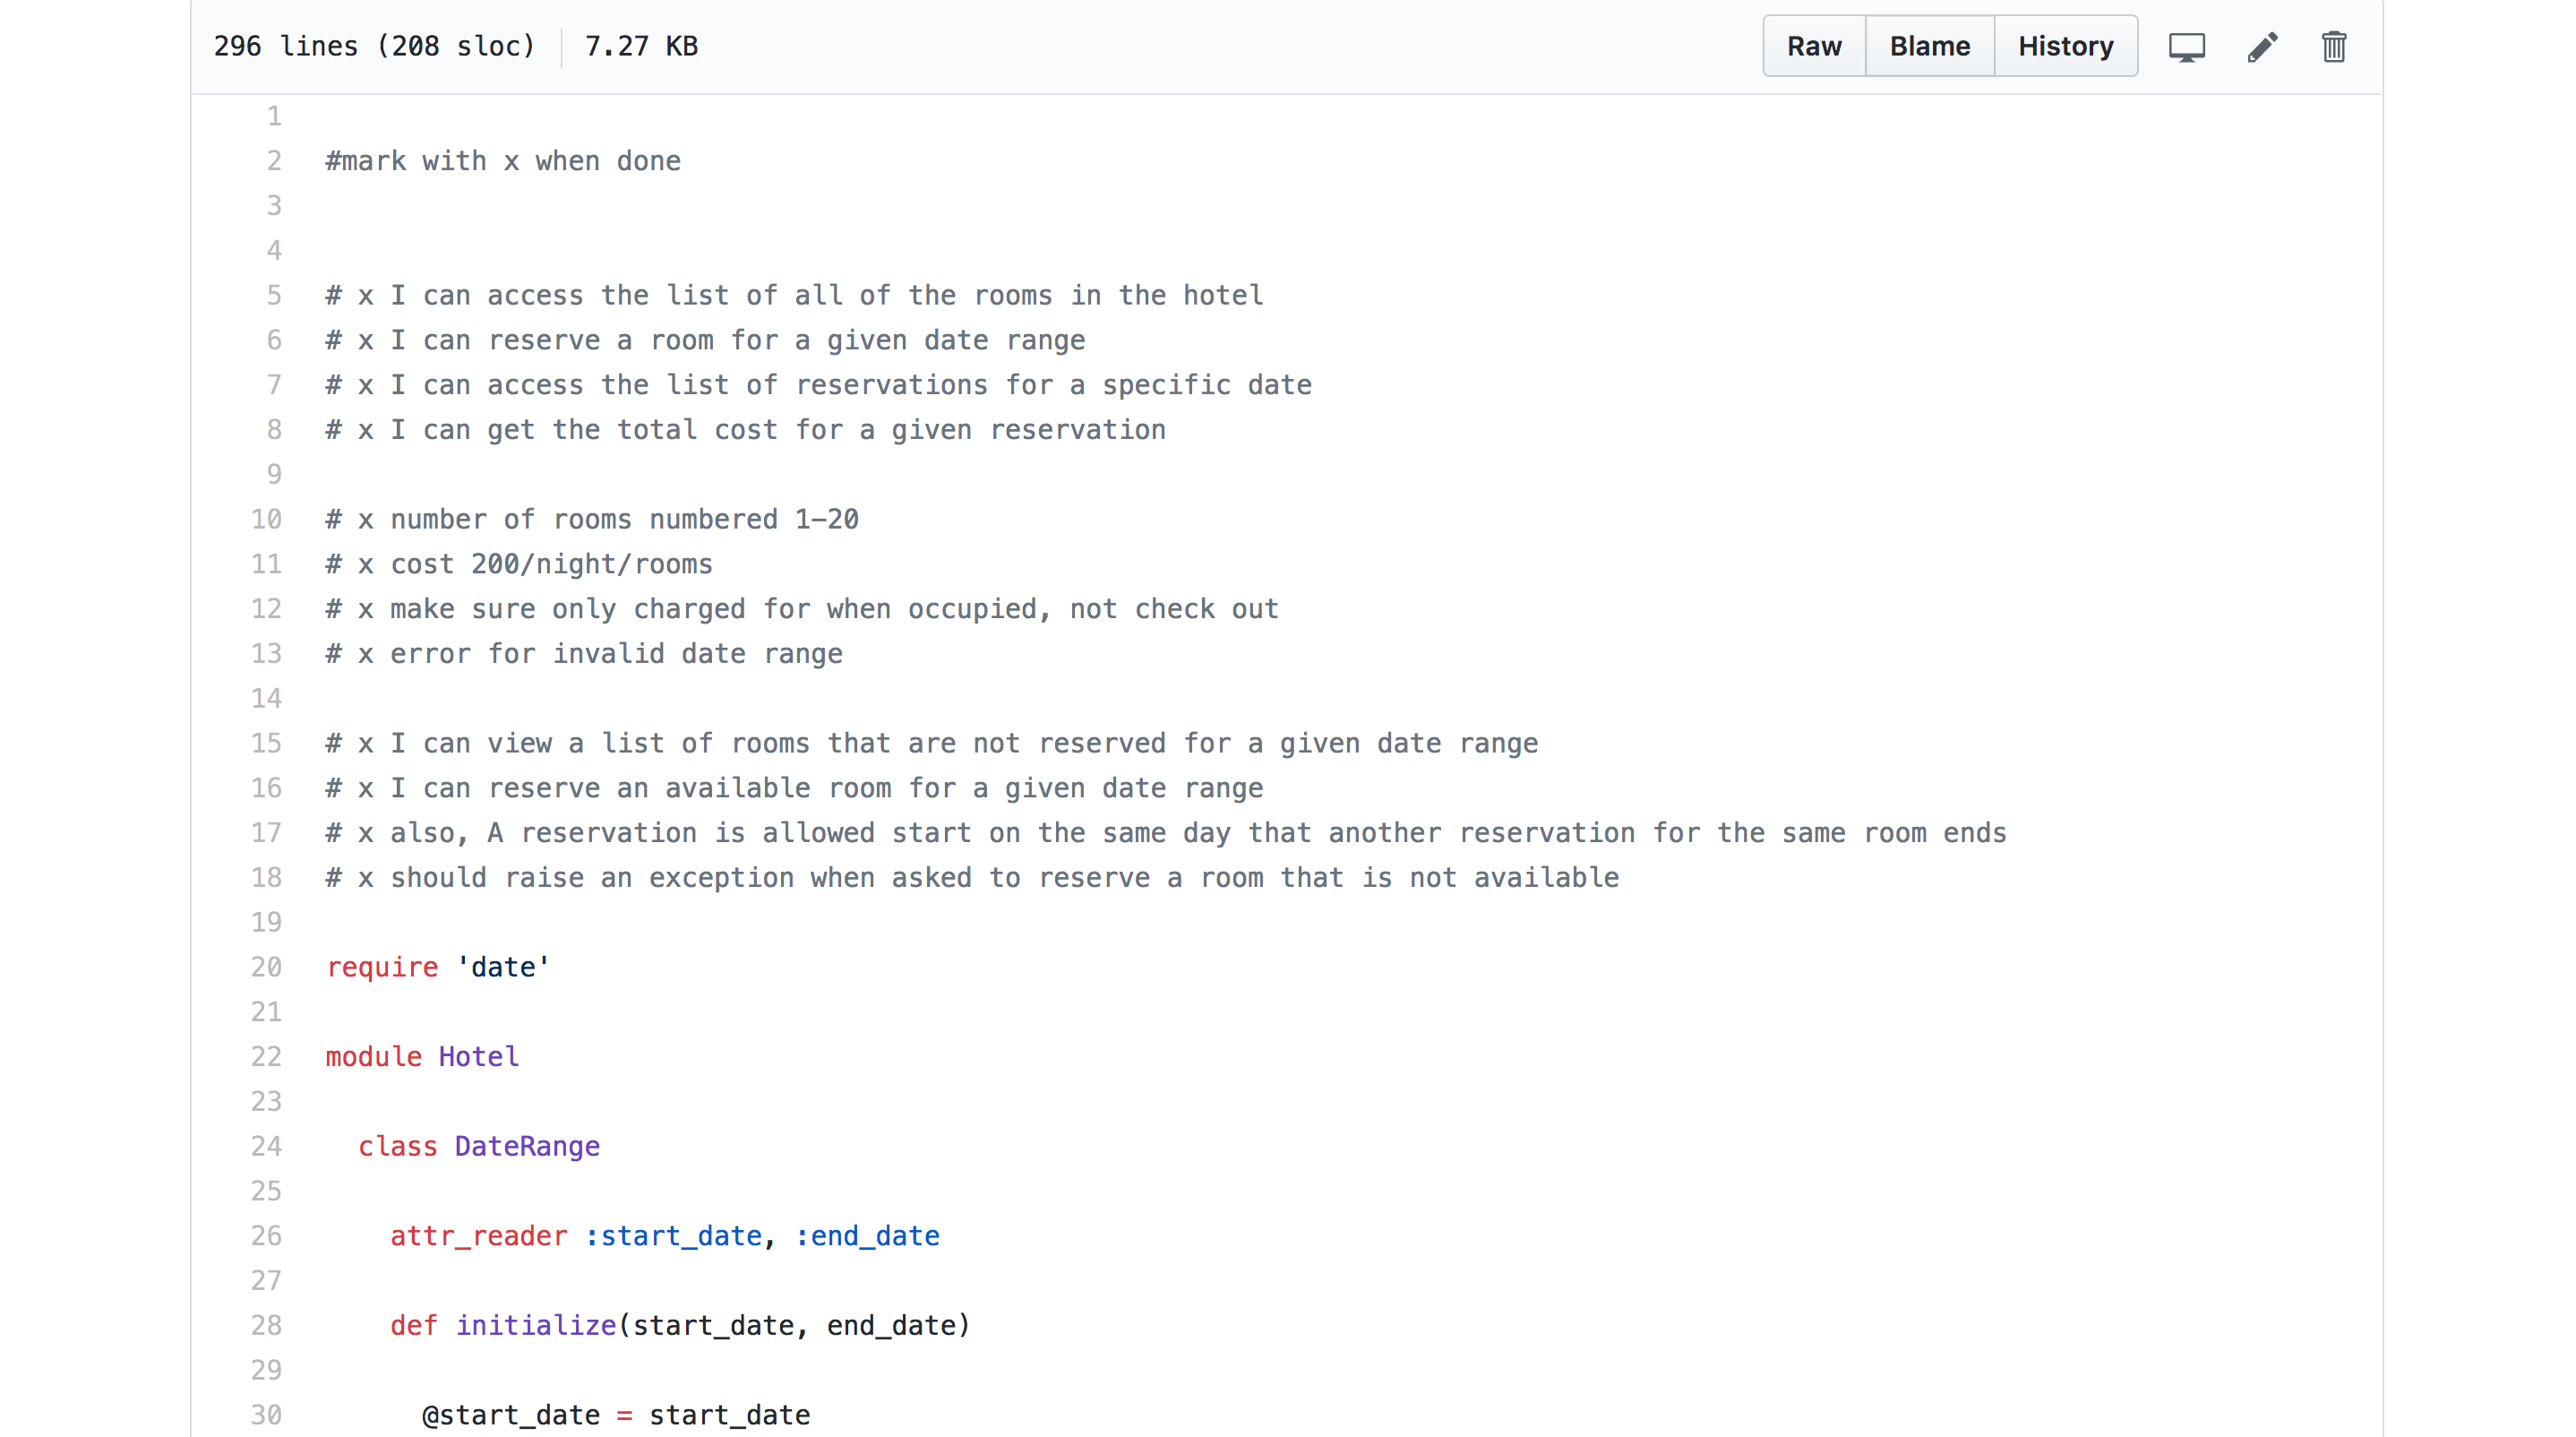 296 lines (208 sloc) 7.27 KB Raw Blame History
1
2 #mark with x when done
3
4
5 # x I can access the list of all of the rooms in the hotel
6 # x I can reserve a room for a given date range
7 # x I can access the list of reservations for a specific date
8 # x I can get the total cost for a given reservation
9
10 # x number of rooms numbered 1-20
11 # x cost 200/night/rooms
12 # x make sure only charged for when occupied, not check out
13 # x error for invalid date range
14
15 # x I can view a list of rooms that are not reserved for a given date range
16 # x I can reserve an available room for a given date range
17 # x also, A reservation is allowed start on the same day that another reservation for the same room ends
18 # x should raise an exception when asked to reserve a room that is not available
19
20 require 'date'
21
22 module Hotel
23
24 class DateRange
25
26 attr_reader :start_date, :end_date
27
28 def initialize(start_date, end_date)
29
30 @start_date = start_date